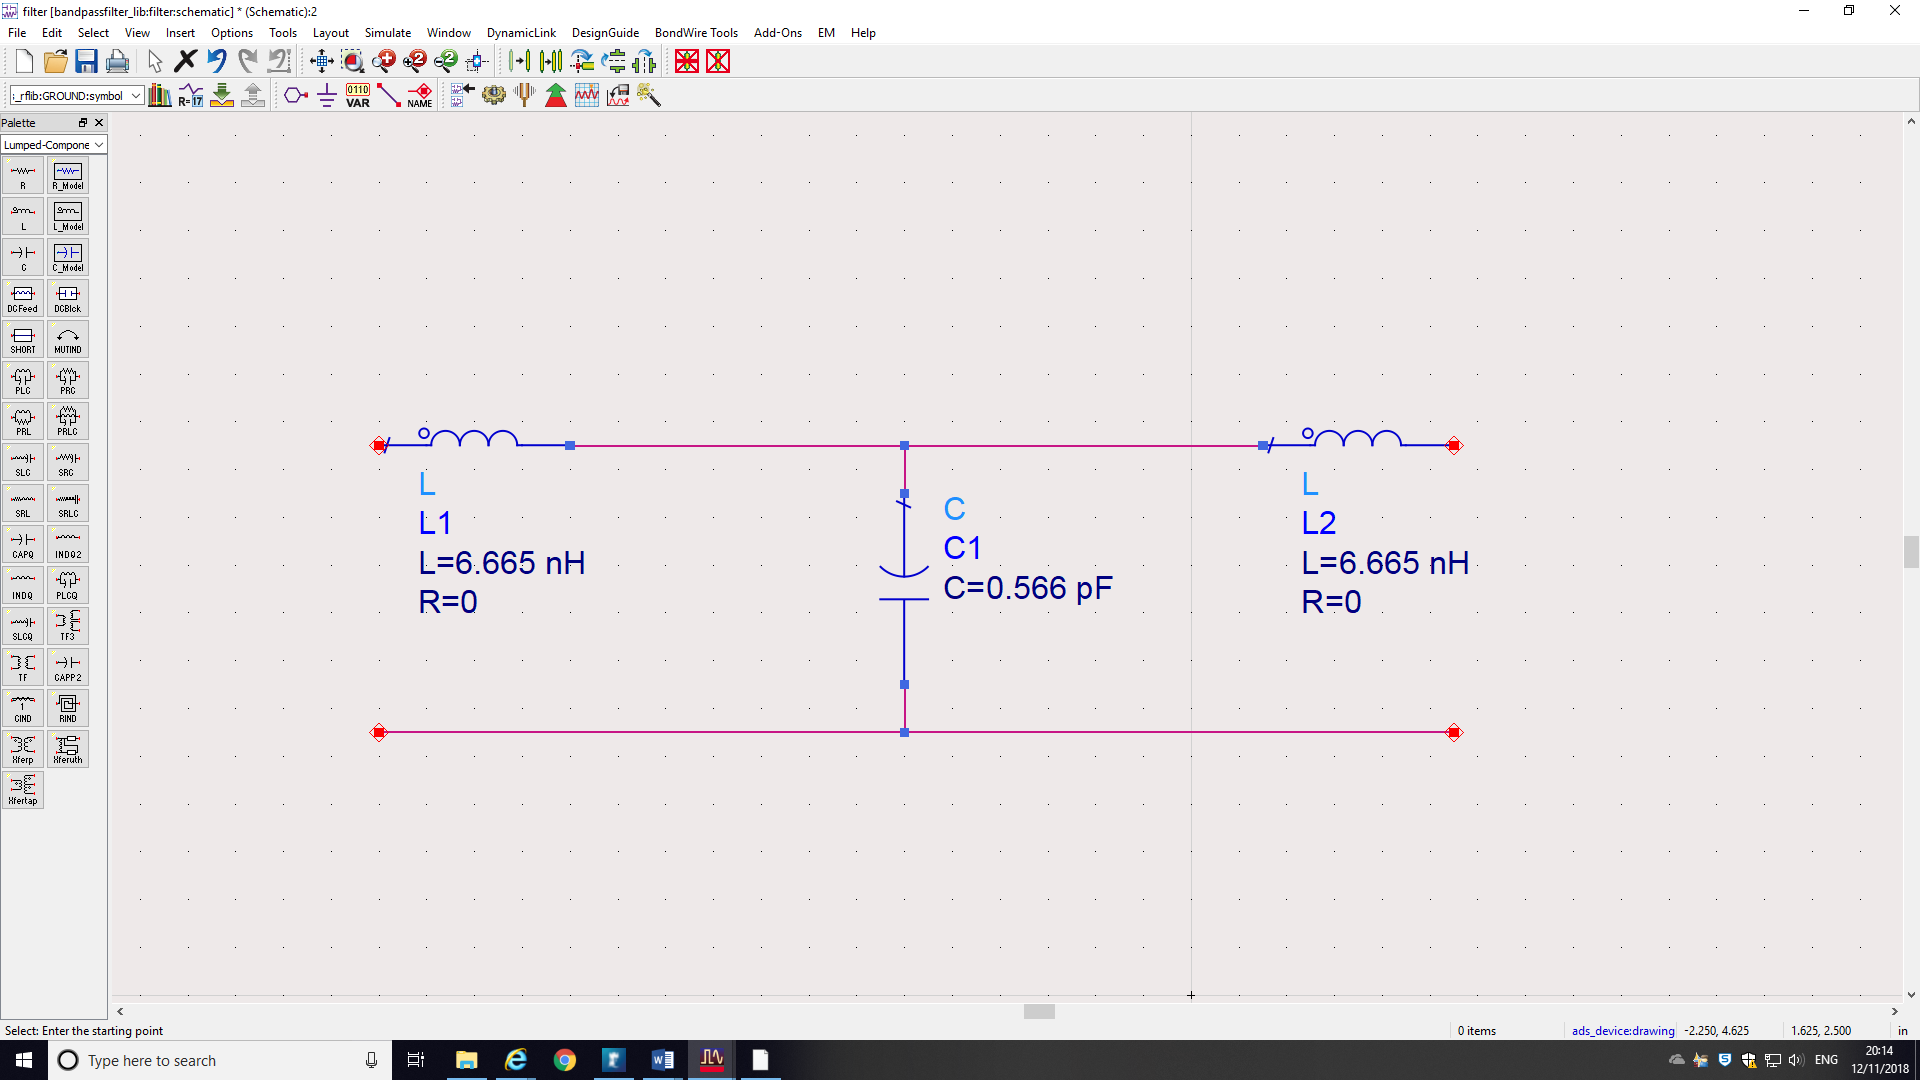 filter [bandpassfilter_lib:filter:schematic] * (Schematic):2
File Edit Select View Insert Options Tools Layout Simulate Window DynamicLink DesignGuide BondWire Tools Add-Ons EM Help
:_rflib:GROUND:symbol
R=17
0110
VAR
NAME
Palette
Lumped-Compone
R R_Model
L L_Model
C C_Model
DCFeed DCBlck
SHORT MUTIND
PLC PRC
PRL PRLC
SLC SRC
SRL SRLC
CAPQ INDQ2
INDQ PLCQ
SLCQ TF3
TF CAPP2
CIND RIND
Xferp Xferuth
Xfertap
L
L1
L=6.665 nH
R=0
C
C1
C=0.566 pF
L
L2
L=6.665 nH
R=0
Select: Enter the starting point
0 items
ads_device:drawing
-2.250, 4.625
1.625, 2.500
in
Type here to search
ENG
20:14
12/11/2018